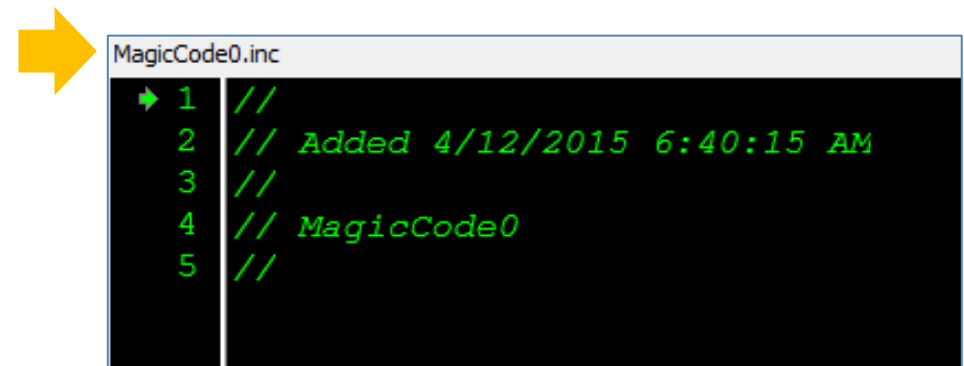 MagicCode0.inc
1 //
2 // Added 4/12/2015 6:40:15 AM
3 //
4 // MagicCode0
5 //